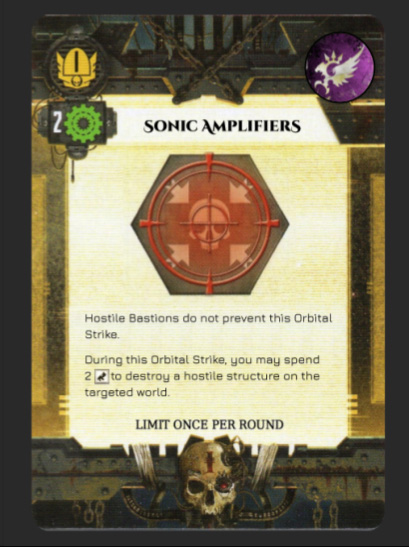 I
2
Sonic Amplifiers
Hostile Bastions do not prevent this Orbital
Strike.
During this Orbital Strike, you may spend
2 to destroy a hostile structure on the
targeted world.
LIMIT ONCE PER ROUND
I